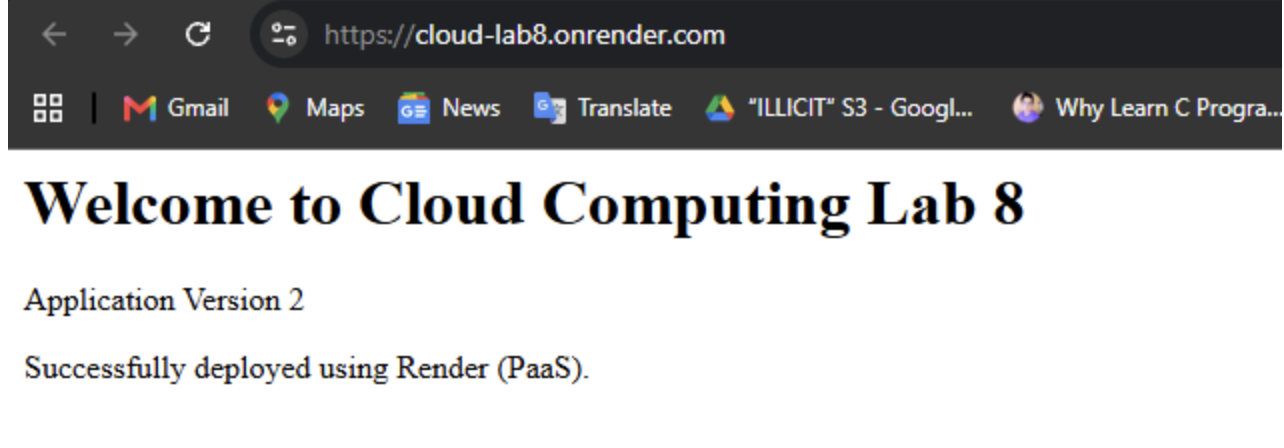 https://cloud-lab8.onrender.com
Gmail Maps News Translate "ILLICIT" S3 - Googl... Why Learn C Progra...
Welcome to Cloud Computing Lab 8
Application Version 2
Successfully deployed using Render (PaaS).